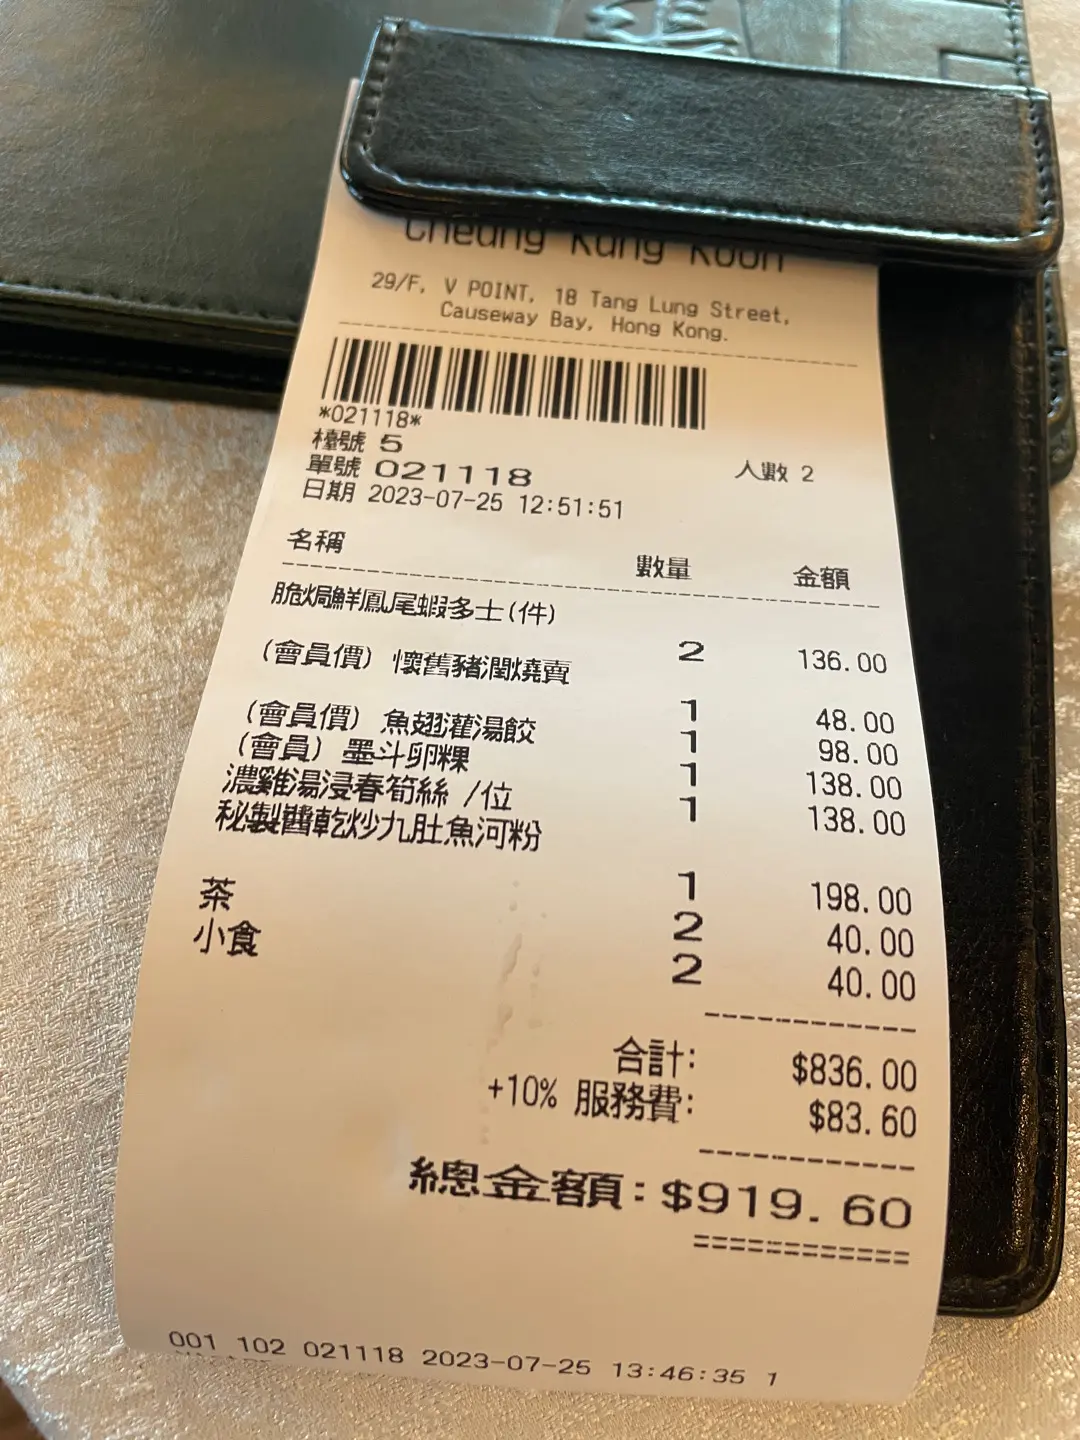 Cheung Kung Koon
29/F, V POINT, 18 Tang Lung Street,
Causeway Bay, Hong Kong.
*021118*
檯號 5
單號 021118 人數 2
日期 2023-07-25 12:51:51
名稱 數量 金額
脆焗鮮鳳尾蝦多士(件)
2 136.00
(會員價) 懷舊豬潤燒賣
1 48.00
(會員價) 魚翅灌湯餃 1 98.00
(會員) 墨斗卵粿 1 138.00
濃雞湯浸春筍絲 /位 1 138.00
秘製醬乾炒九肚魚河粉
1 198.00
茶 2 40.00
小食 2 40.00
合計: $836.00
+10% 服務費: $83.60
總金額: $919.60
001 102 021118 2023-07-25 13:46:35 1